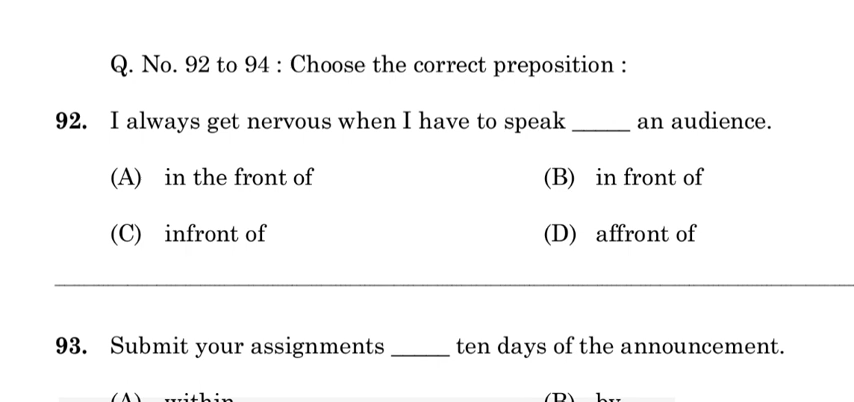 Q. No. 92 to 94 : Choose the correct preposition :
92. I always get nervous when I have to speak _____ an audience.
(A) in the front of (B) in front of
(C) infront of (D) affront of
93. Submit your assignments _____ ten days of the announcement.
(A) within (B) by